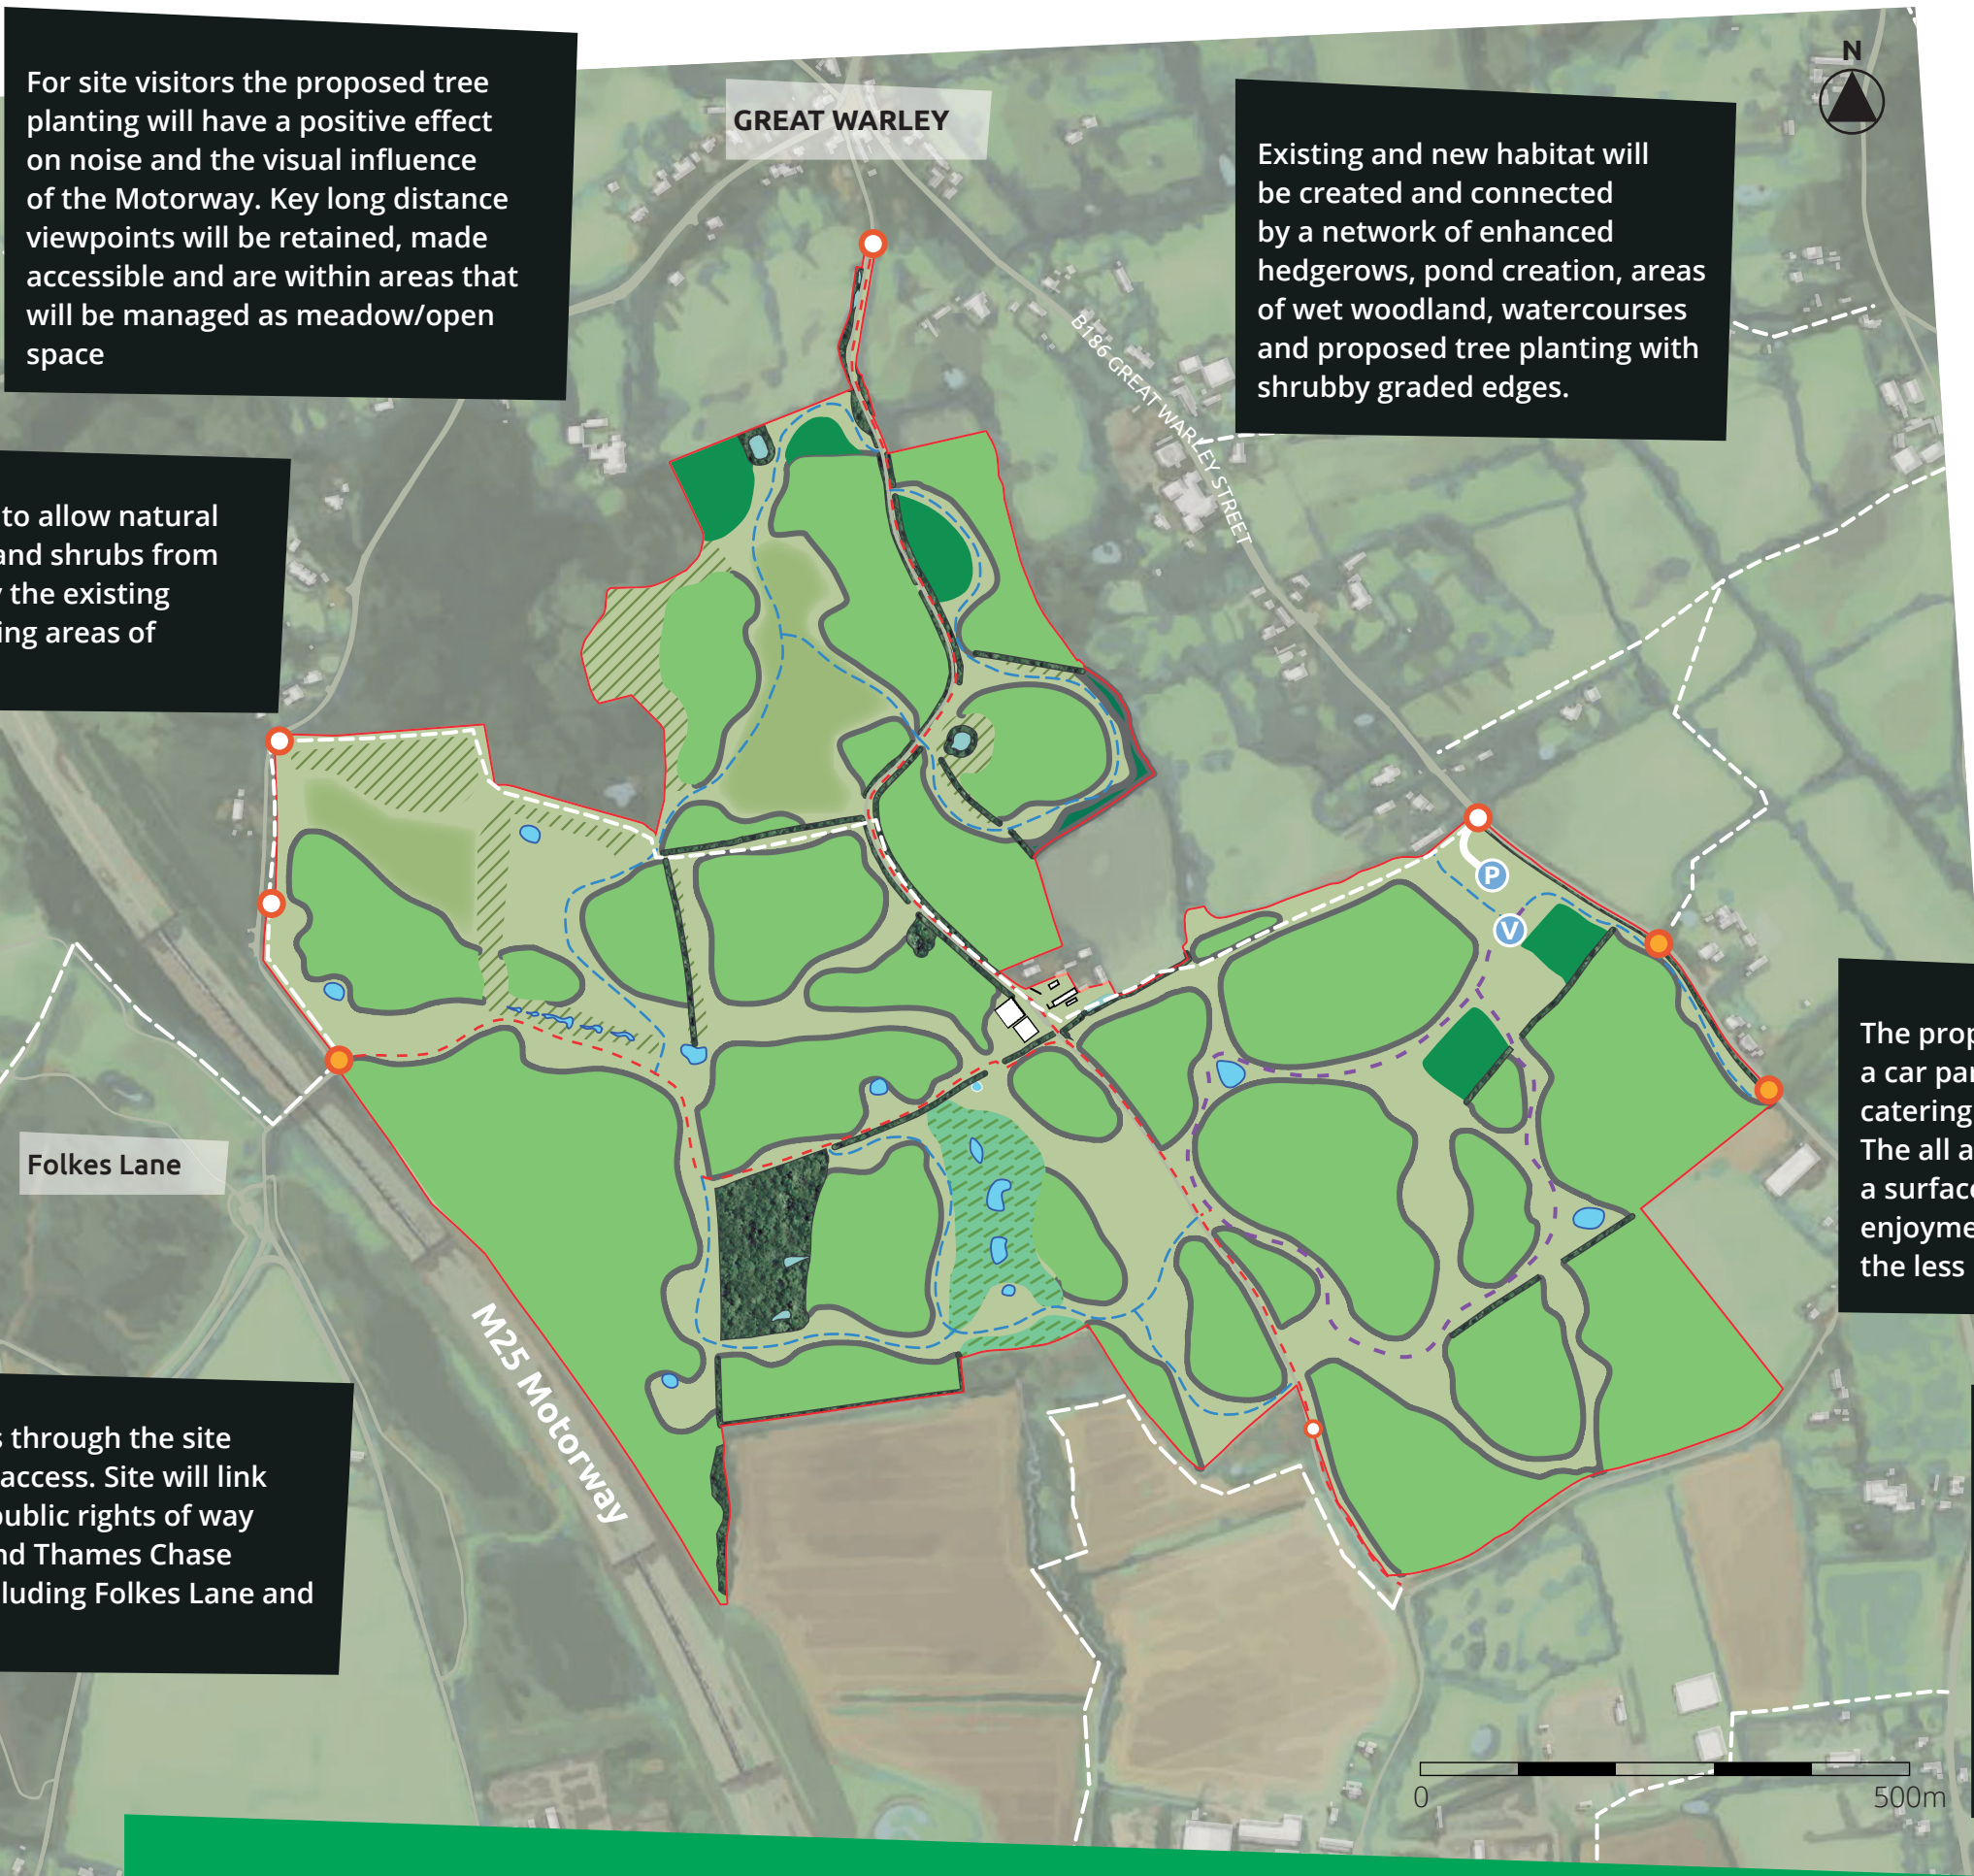 For site visitors the proposed tree
planting will have a positive effect
on noise and the visual influence
of the Motorway. Key long distance
viewpoints will be retained, made
accessible and are within areas that
will be managed as meadow/open
space
GREAT WARLEY
N
Existing and new habitat will
be created and connected
by a network of enhanced
hedgerows, pond creation, areas
of wet woodland, watercourses
and proposed tree planting with
shrubby graded edges.
B186 GREAT WARLEY STREET
to allow natural
and shrubs from
the existing
ing areas of
P
V
Folkes Lane
The prop
a car par
catering
The all a
a surface
enjoyme
the less
M25 Motorway
s through the site
access. Site will link
public rights of way
nd Thames Chase
luding Folkes Lane and
0
500m